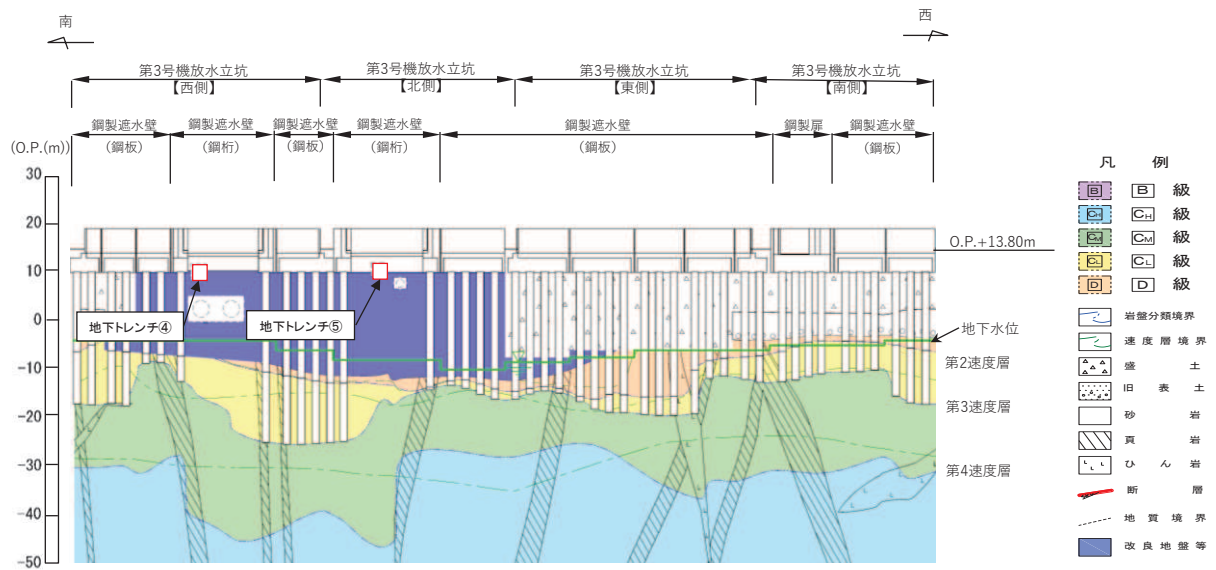 南
西
第3号機放水立坑
【西側】
第3号機放水立坑
【北側】
第3号機放水立坑
【東側】
第3号機放水立坑
【南側】
鋼製遮水壁
(鋼板)
鋼製遮水壁
(鋼桁)
鋼製遮水壁
(鋼板)
鋼製遮水壁
(鋼桁)
鋼製遮水壁
(鋼板)
鋼製扉
鋼製遮水壁
(鋼板)
(O.P.(m))
30
20
10
0
-10
-20
-30
-40
-50
O.P.+13.80m
地下トレンチ④
地下トレンチ⑤
地下水位
第2速度層
第3速度層
第4速度層
凡 例
B B 級
CH CH 級
CM CM 級
CL CL 級
D D 級
岩盤分類境界
速度層境界
盛 土
旧 表 土
砂 岩
頁 岩
ひ ん 岩
断 層
地 質 境 界
改 良 地 盤 等